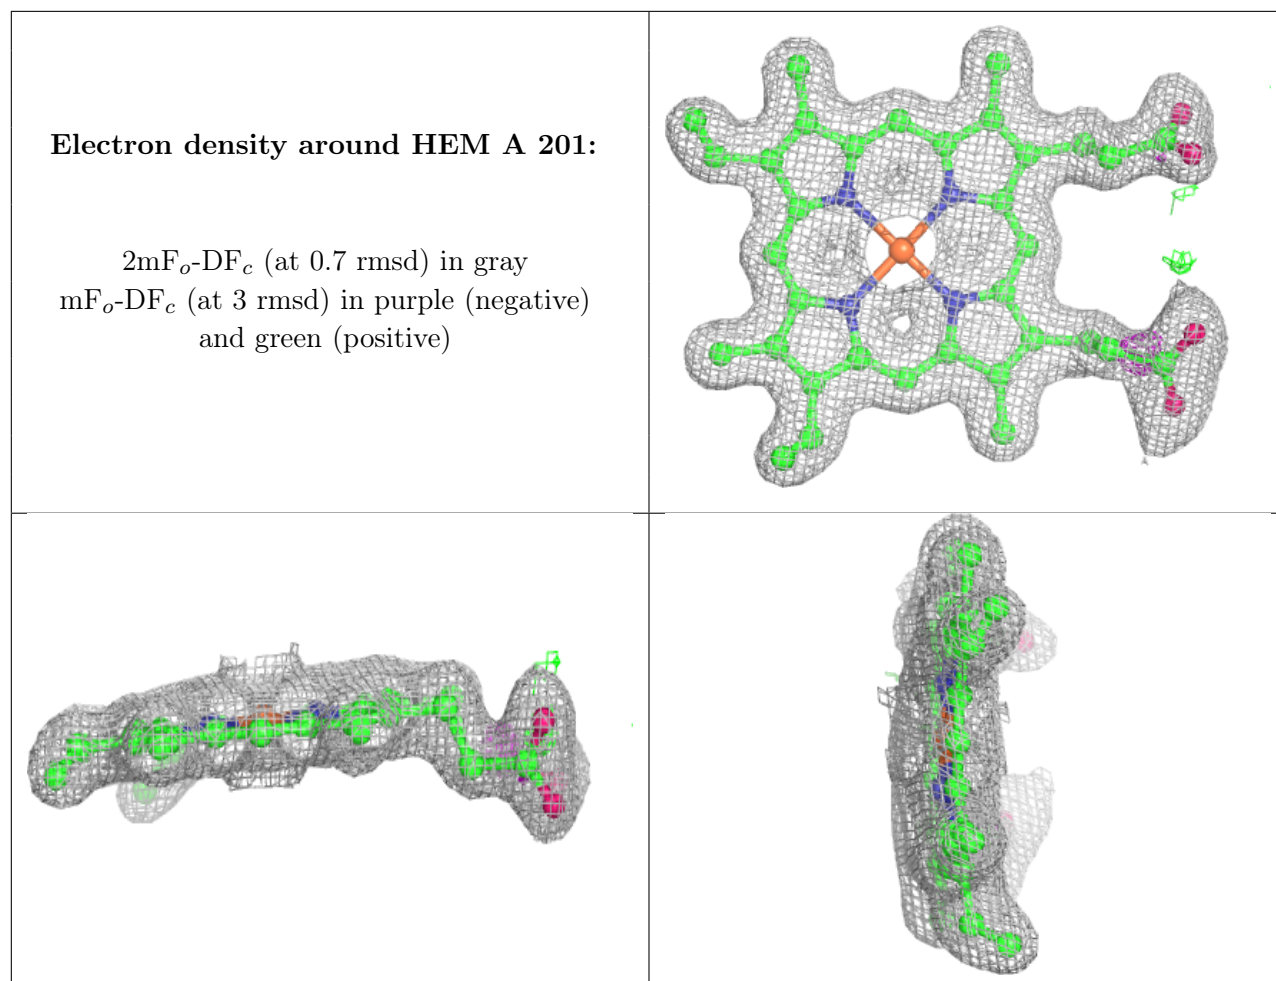 Electron density around HEM A 201:
2mFo-DFc (at 0.7 rmsd) in gray
mFo-DFc (at 3 rmsd) in purple (negative)
and green (positive)